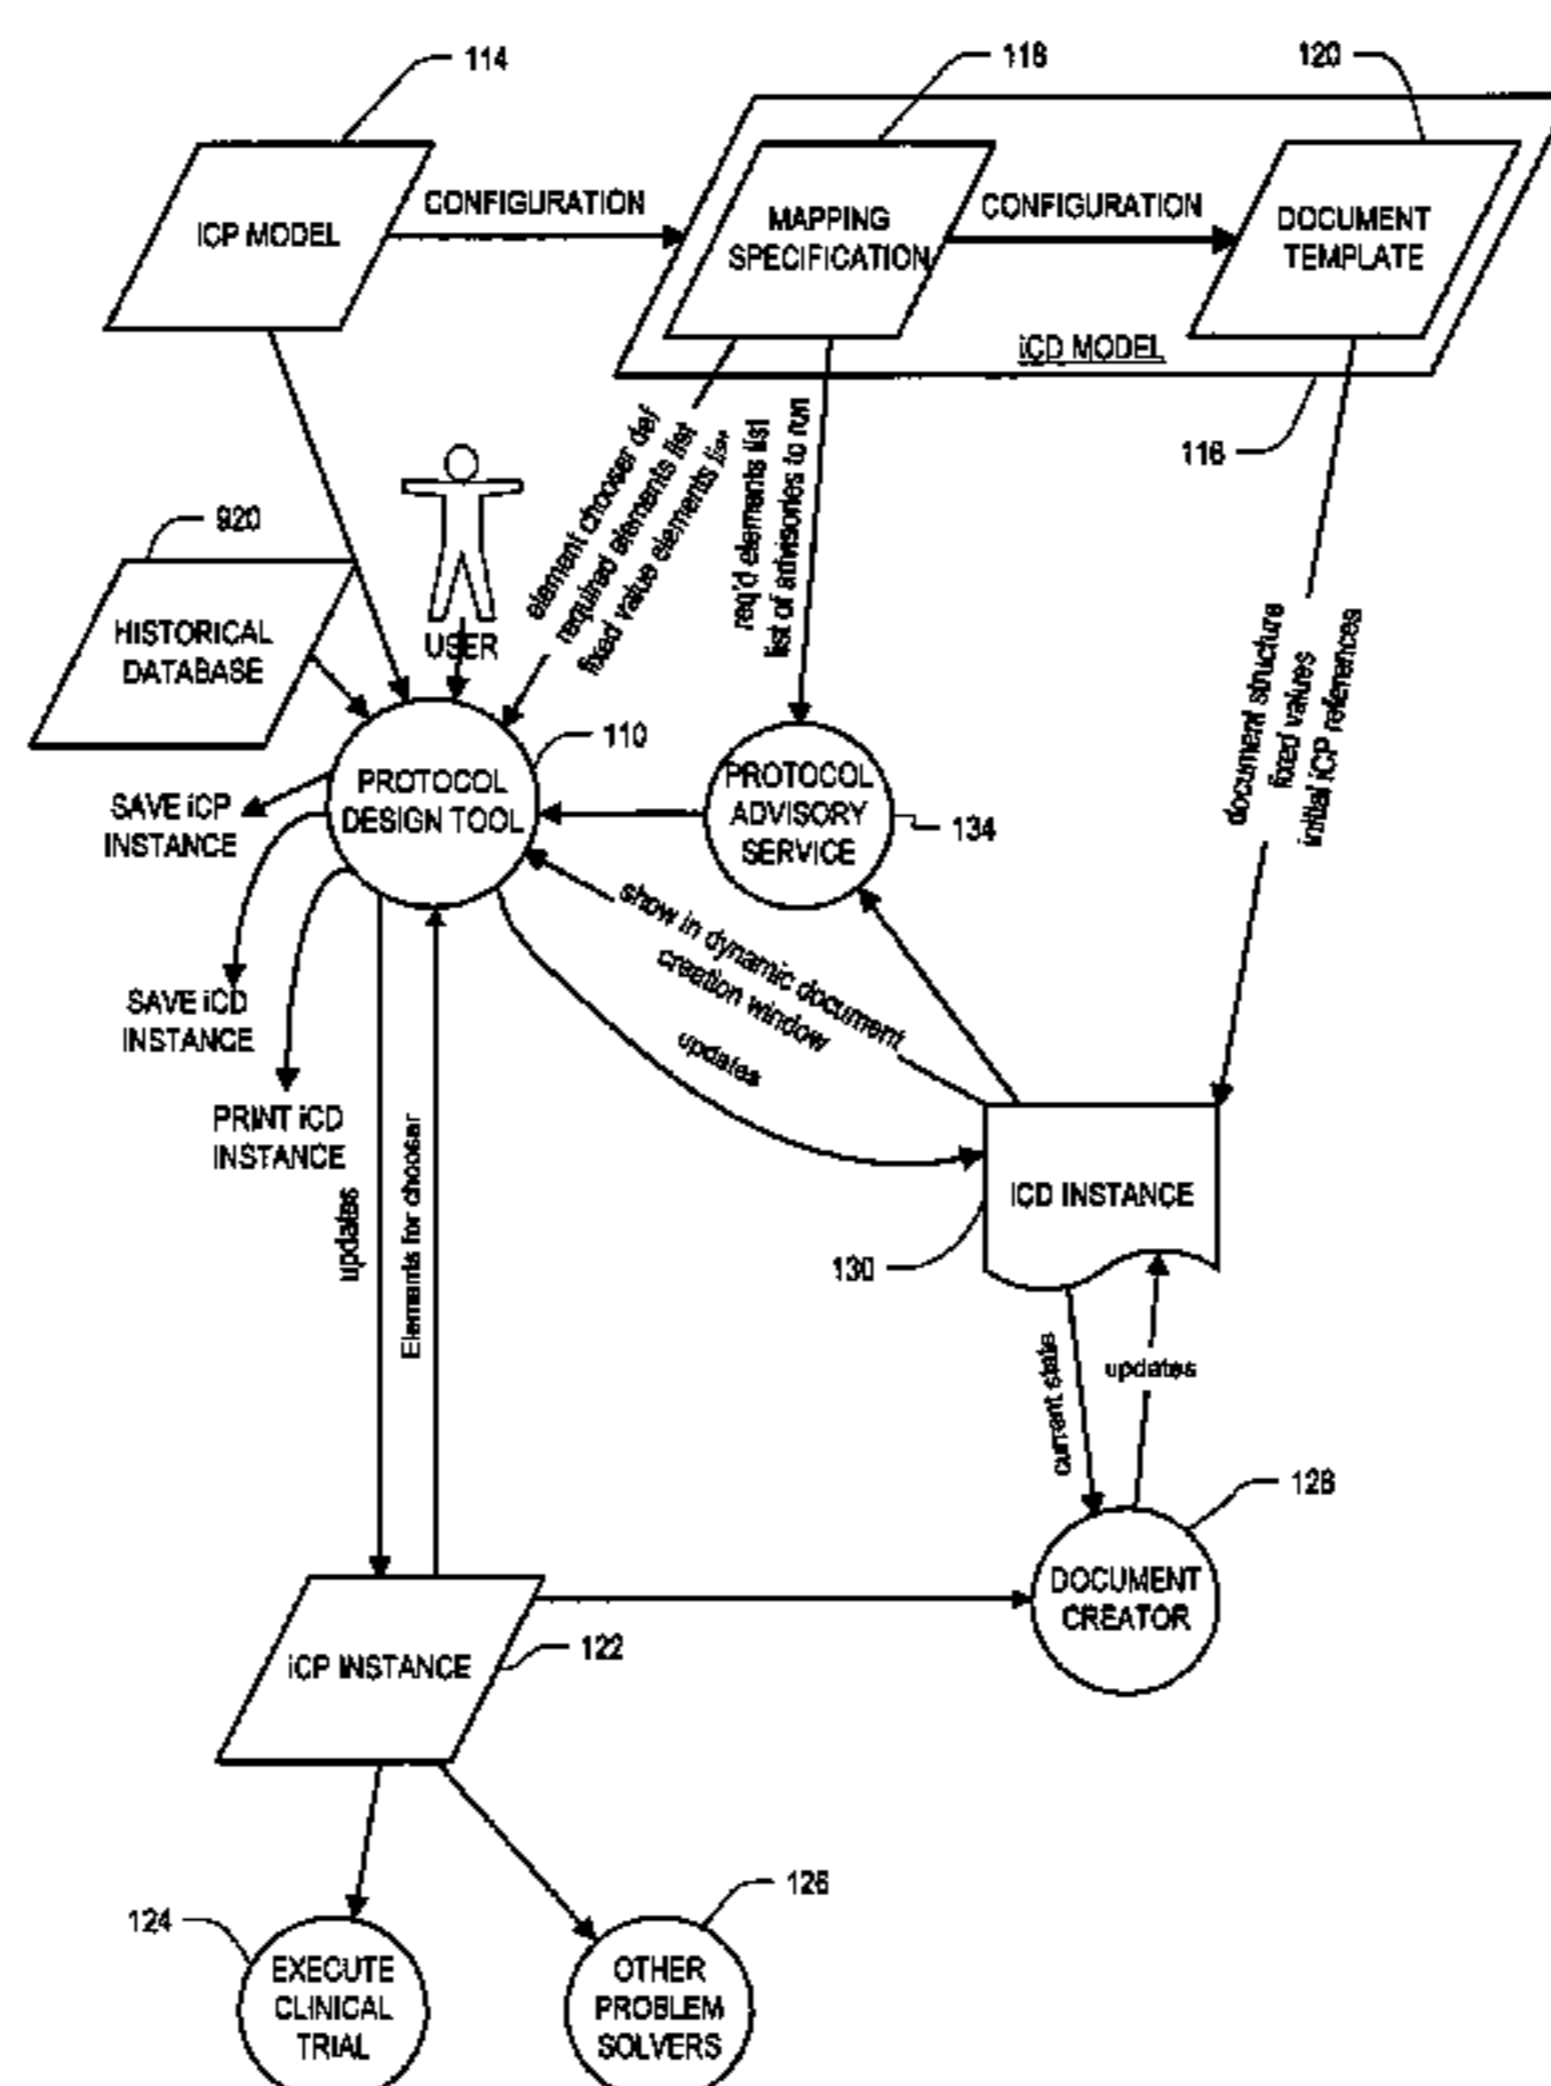 114
118
120
ICP MODEL
CONFIGURATION
MAPPING
SPECIFICATION
CONFIGURATION
DOCUMENT
TEMPLATE
iCD MODEL
116
920
HISTORICAL
DATABASE
USER
element chooser def
required elements list
fixed value elements list
req'd elements list
list of advisories to run
document structure
fixed values
initial iCP references
110
PROTOCOL
DESIGN TOOL
PROTOCOL
ADVISORY
SERVICE
134
SAVE iCP
INSTANCE
SAVE iCD
INSTANCE
PRINT iCD
INSTANCE
show in dynamic document
creation window
updates
updates
Elements for chooser
ICD INSTANCE
130
current state
updates
128
DOCUMENT
CREATOR
iCP INSTANCE
122
124
EXECUTE
CLINICAL
TRIAL
126
OTHER
PROBLEM
SOLVERS